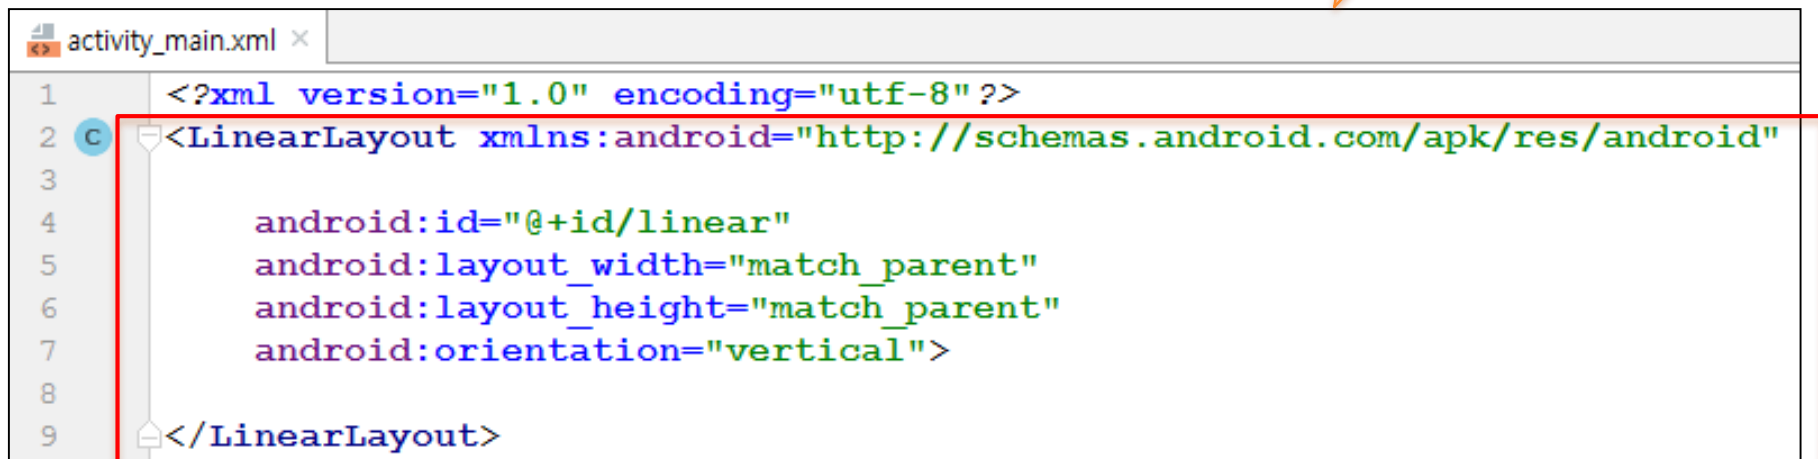 activity_main.xml
1 <?xml version="1.0" encoding="utf-8"?>
2 C <LinearLayout xmlns:android="http://schemas.android.com/apk/res/android"
3
4 android:id="@+id/linear"
5 android:layout_width="match_parent"
6 android:layout_height="match_parent"
7 android:orientation="vertical">
8
9 </LinearLayout>